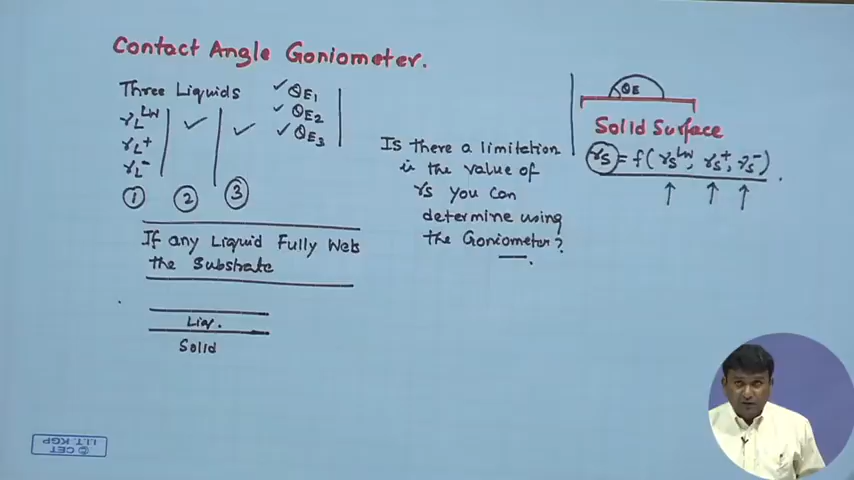 Contact Angle Goniometer.
Three Liquids
γL^LW
γL^+
γL^-
① ② ③
✓ θE1
✓ θE2
✓ θE3
If any Liquid Fully Wets
the Substrate
Liq.
Solid
Is there a limitation
in the value of
γs you can
determine using
the Goniometer?
θE
Solid Surface
γs = f(γs^LW, γs^+, γs^-)
© CET
I.I.T. KGP